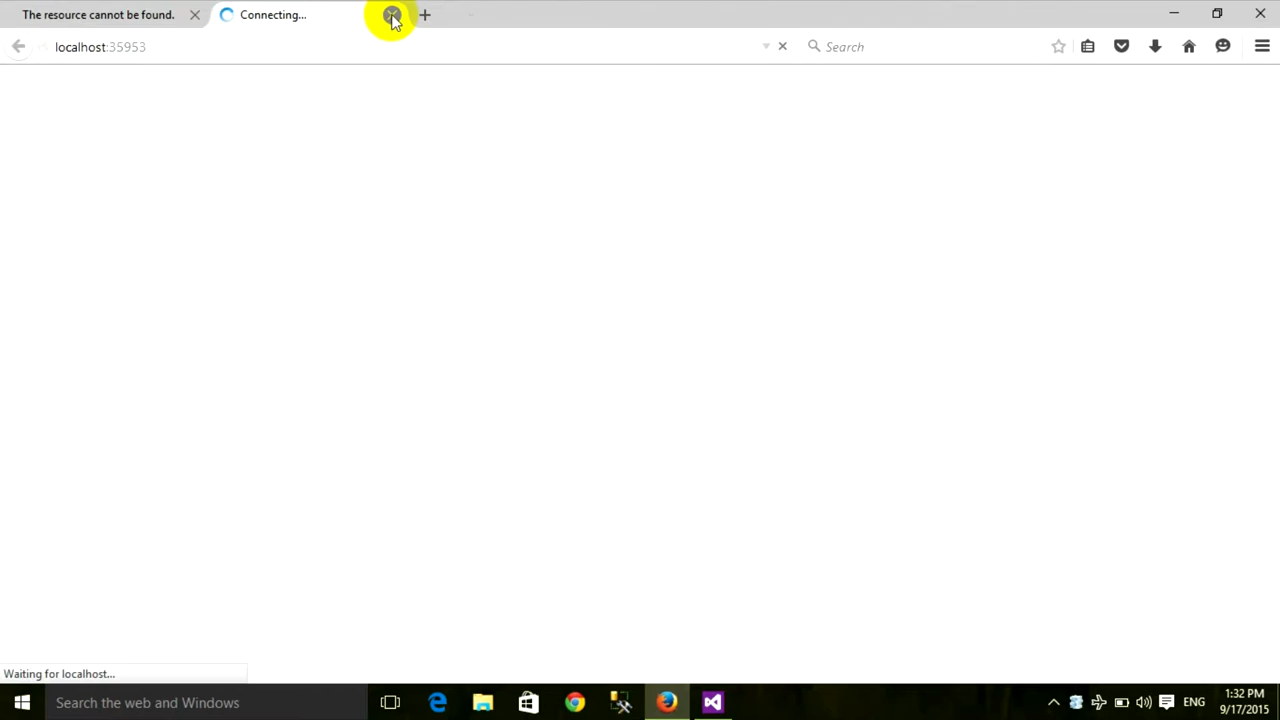 The resource cannot be found.
Connecting...
localhost:35953
Search
Waiting for localhost...
Search the web and Windows
ENG
1:32 PM
9/17/2015